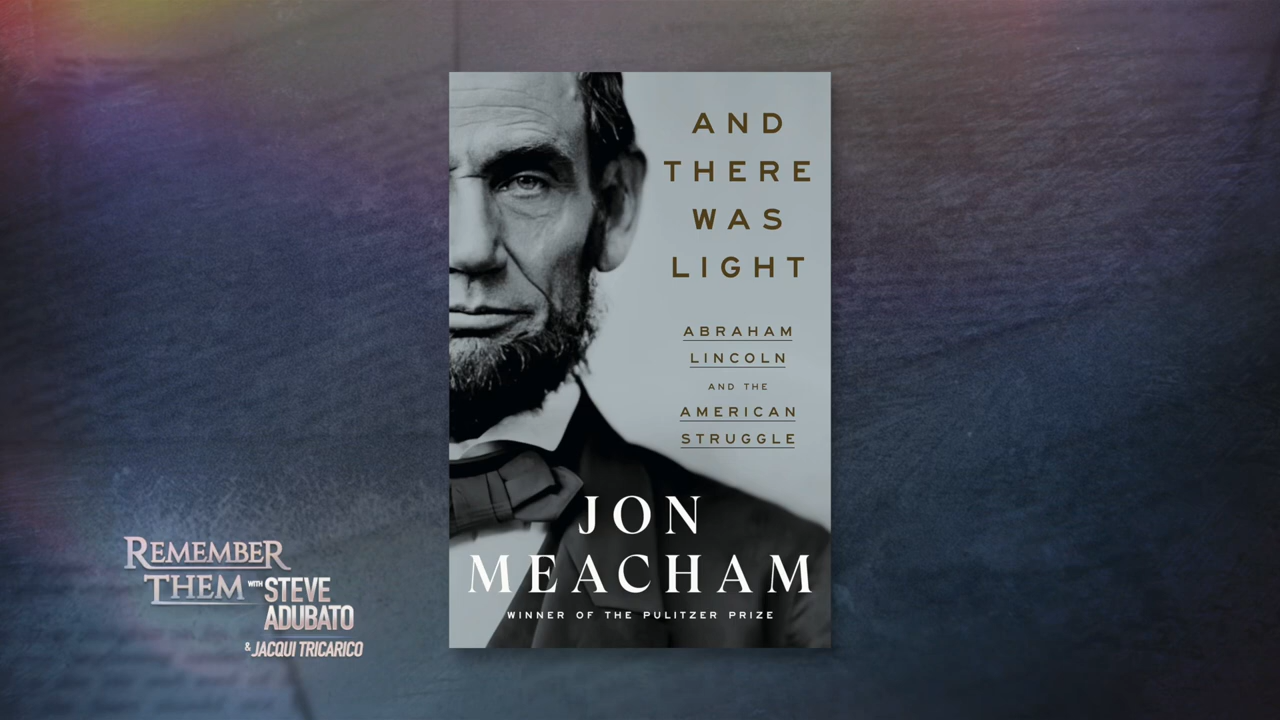 AND
THERE
WAS
LIGHT
ABRAHAM
LINCOLN
AND THE
AMERICAN
STRUGGLE
JON
MEACHAM
WINNER OF THE PULITZER PRIZE
REMEMBER
THEM WITH STEVE
ADUBATO
& JACQUI TRICARICO